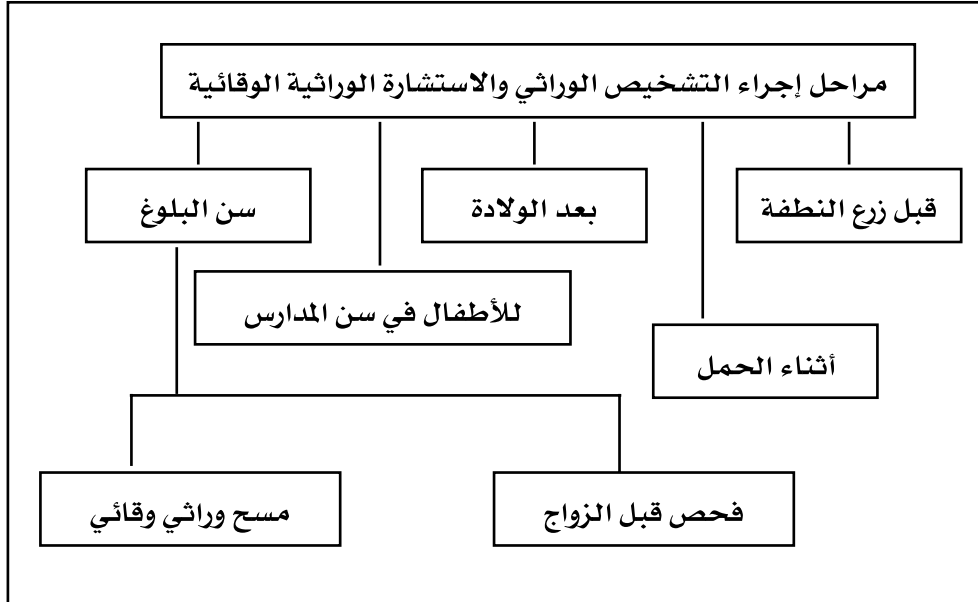 مراحل إجراء التشخيص الوراثي والاستشارة الوراثية الوقائية
قبل زرع النطفة
بعد الولادة
سن البلوغ
للأطفال في سن المدارس
أثناء الحمل
فحص قبل الزواج
مسح وراثي وقائي